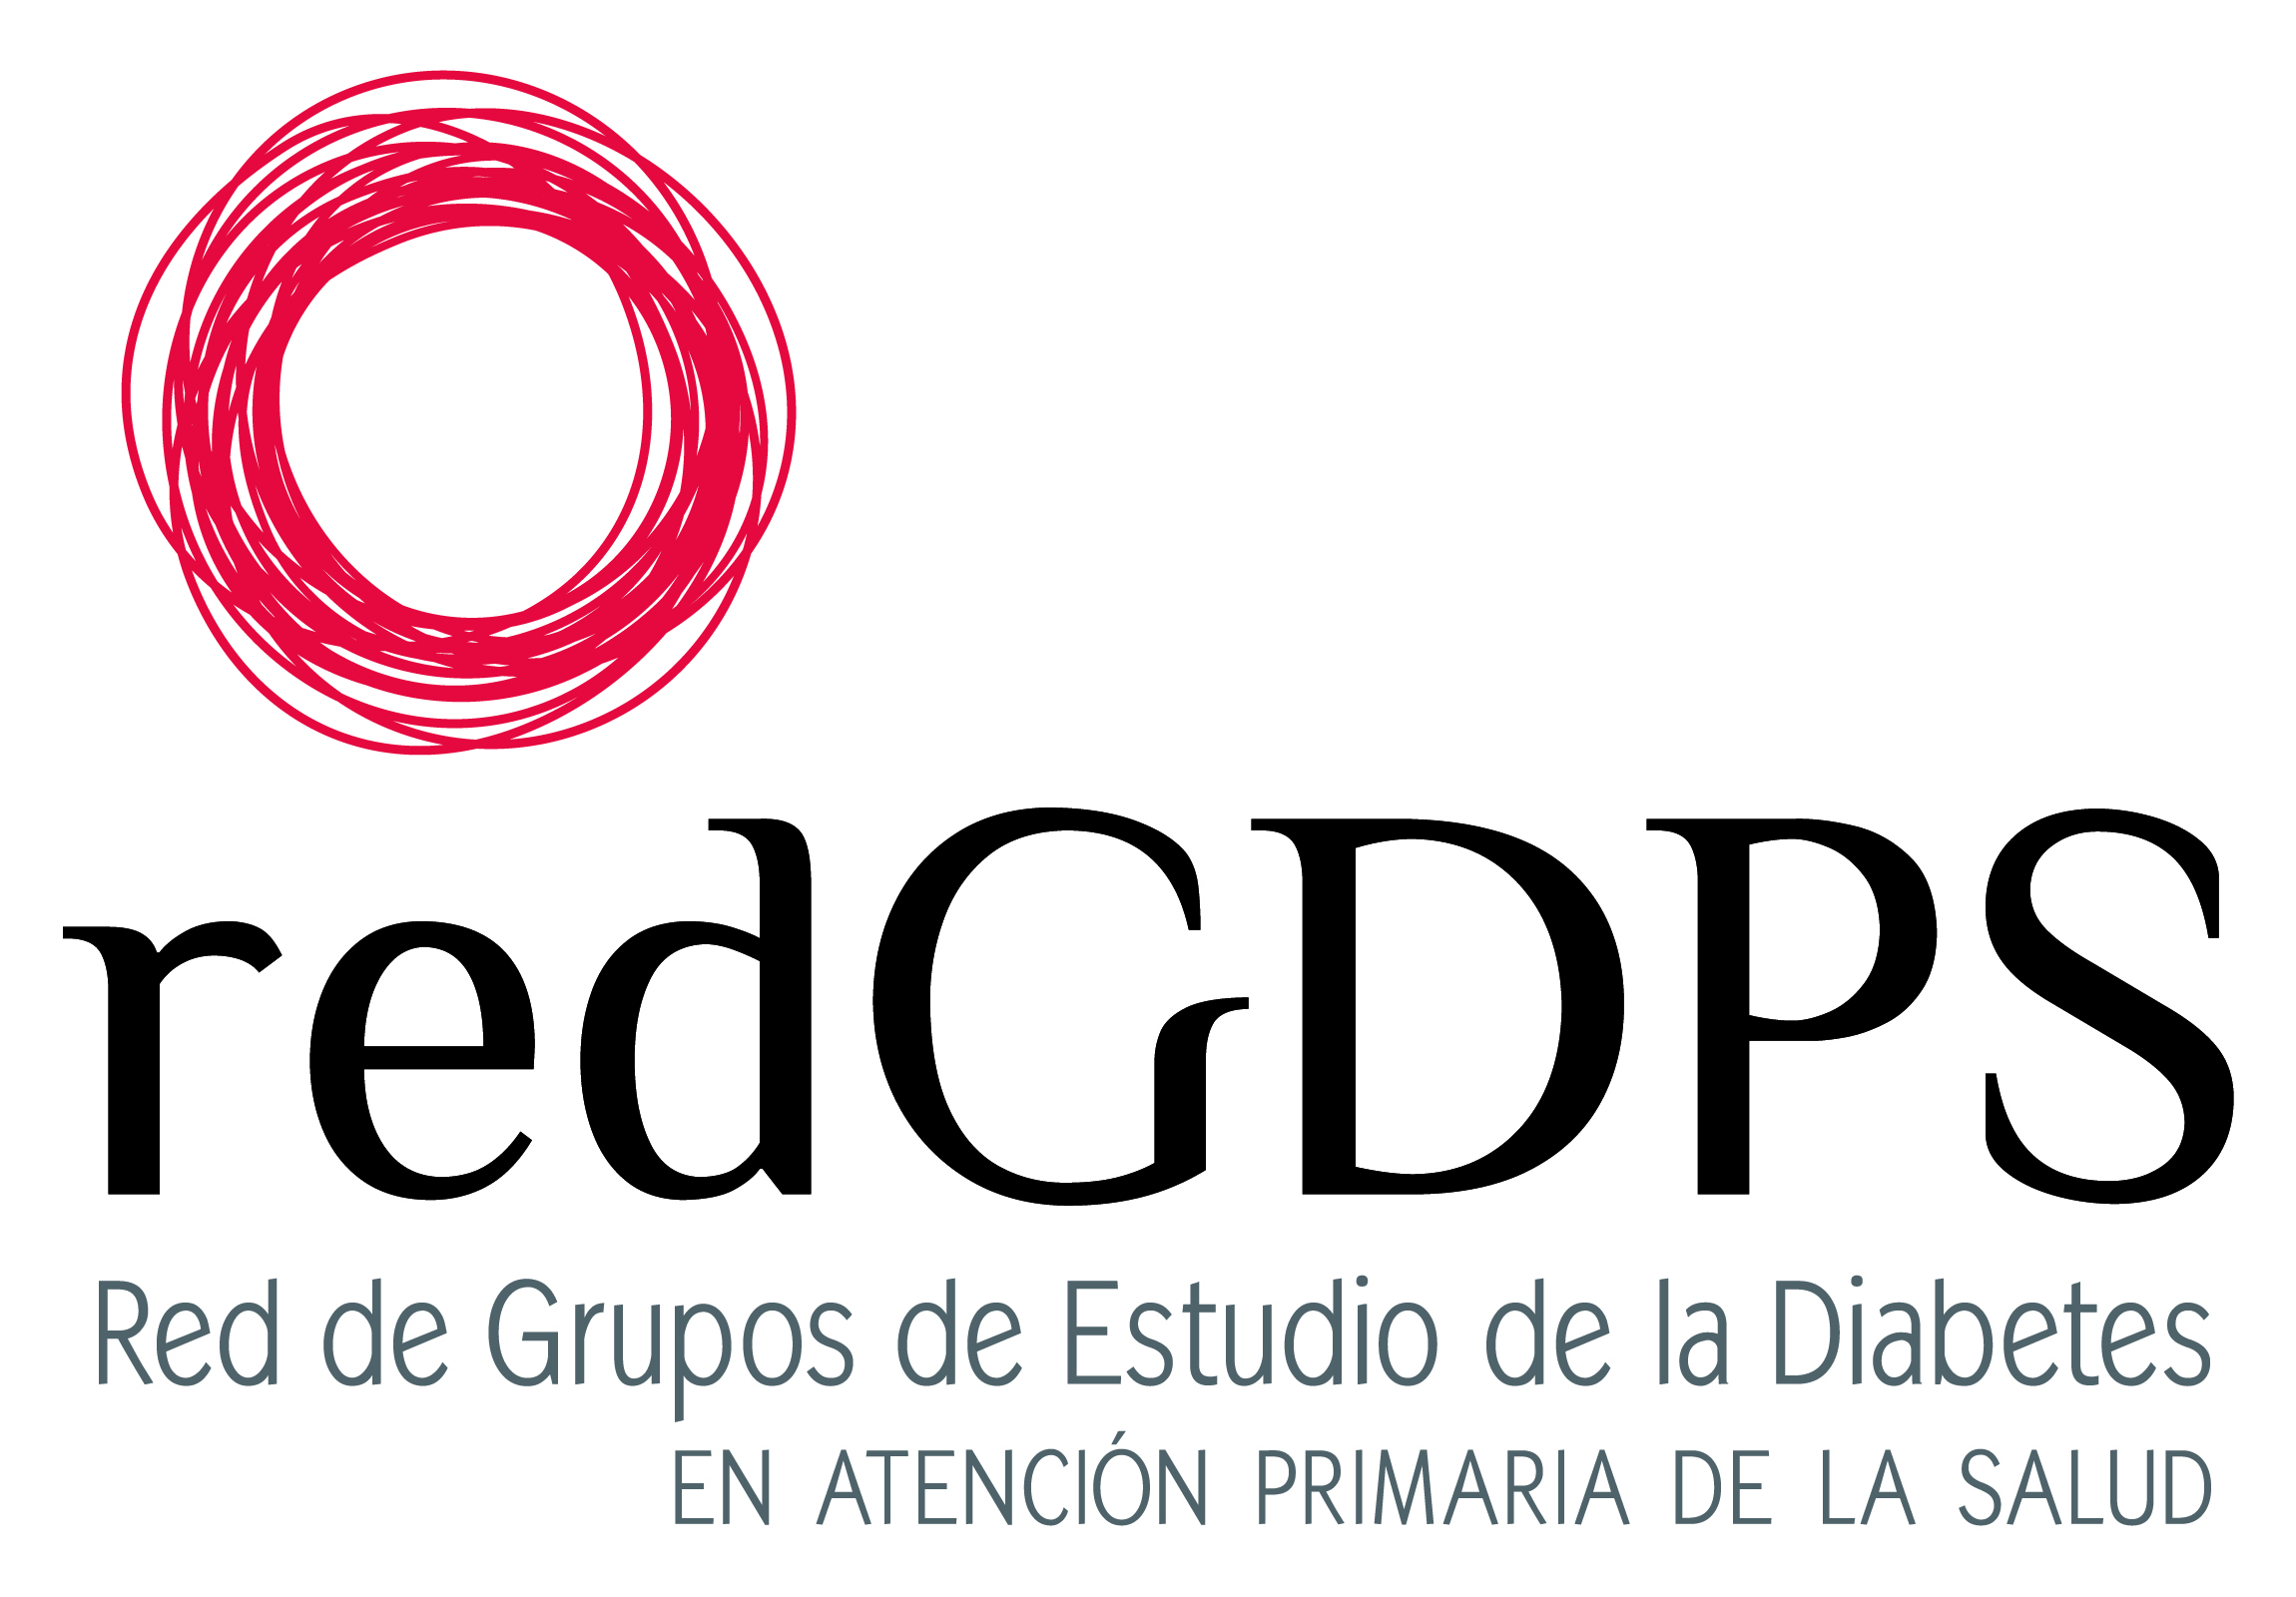 redGDPS
Red de Grupos de Estudio de la Diabetes
EN ATENCIÓN PRIMARIA DE LA SALUD